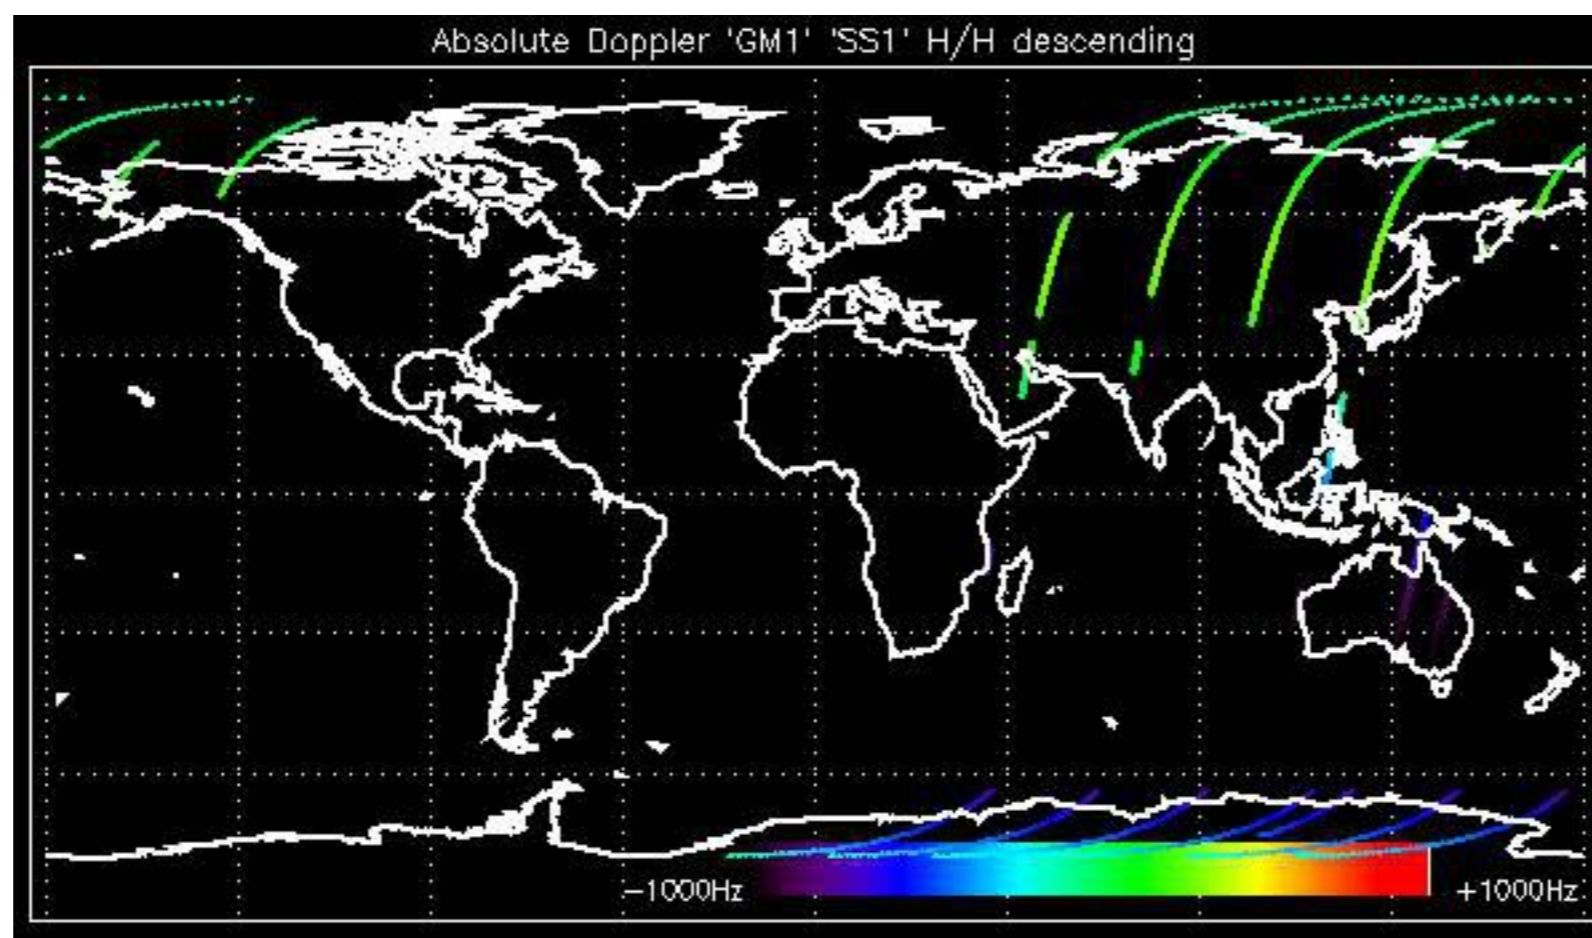 Absolute Doppler 'GM1' 'SS1' H/H descending
-1000Hz
+1000Hz